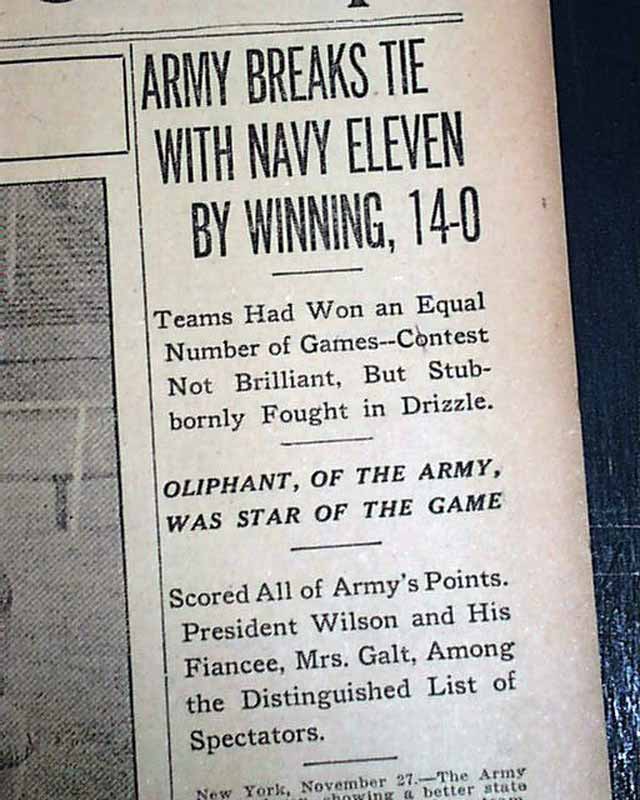 ARMY BREAKS TIE
WITH NAVY ELEVEN
BY WINNING, 14-0
Teams Had Won an Equal
Number of Games--Contest
Not Brilliant, But Stub-
bornly Fought in Drizzle.
OLIPHANT, OF THE ARMY,
WAS STAR OF THE GAME
Scored All of Army's Points.
President Wilson and His
Fiancee, Mrs. Galt, Among
the Distinguished List of
Spectators.
New York, November 27.—The Army
showing a better state